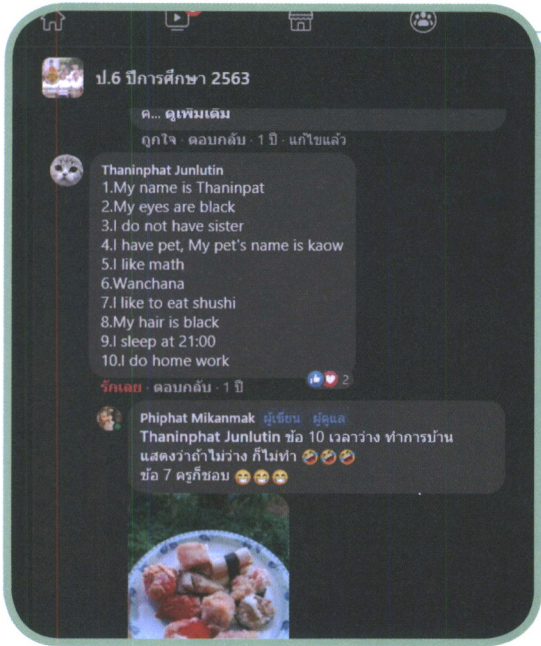 ป.6 ปีการศึกษา 2563
ค... ดูเพิ่มเติม
ถูกใจ · ตอบกลับ · 1 ปี · แก้ไขแล้ว
Thaninphat Junlutin
1.My name is Thaninpat
2.My eyes are black
3.I do not have sister
4.I have pet, My pet's name is kaow
5.I like math
6.Wanchana
7.I like to eat shushi
8.My hair is black
9.I sleep at 21:00
10.I do home work
รักเลย · ตอบกลับ · 1 ปี
2
Phiphat Mikanmak ผู้เขียน ผู้ดูแล
Thaninphat Junlutin ข้อ 10 เวลาว่าง ทำการบ้าน
แสดงว่าถ้าไม่ว่าง ก็ไม่ทำ 🤣🤣🤣
ข้อ 7 ครูก็ชอบ 😁😁😁